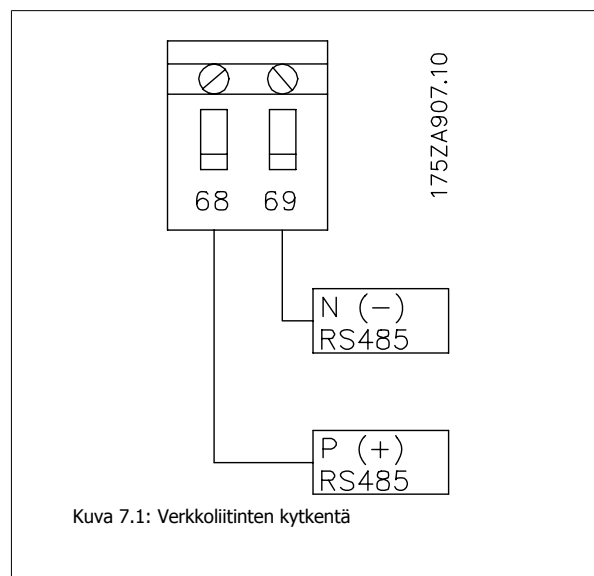 175ZA907.10
68 69
N (-)
RS485
P (+)
RS485
Kuva 7.1: Verkkoliitinten kytkentä